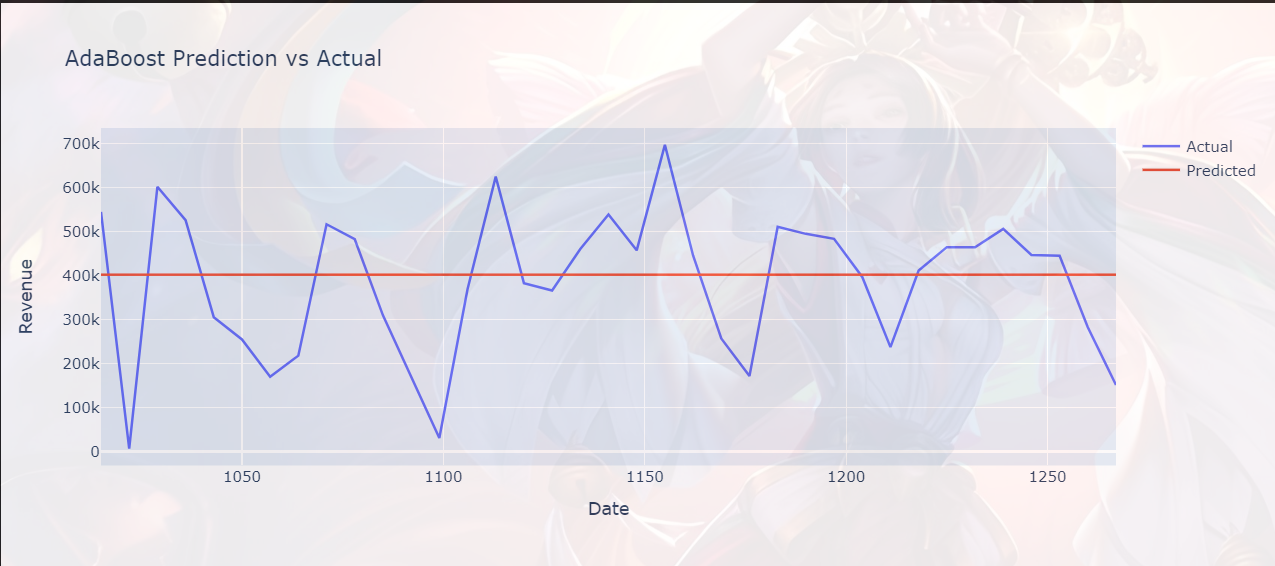 AdaBoost Prediction vs Actual
700k
600k
500k
400k
300k
200k
100k
0
Revenue
1050 1100 1150 1200 1250
Date
Actual
Predicted